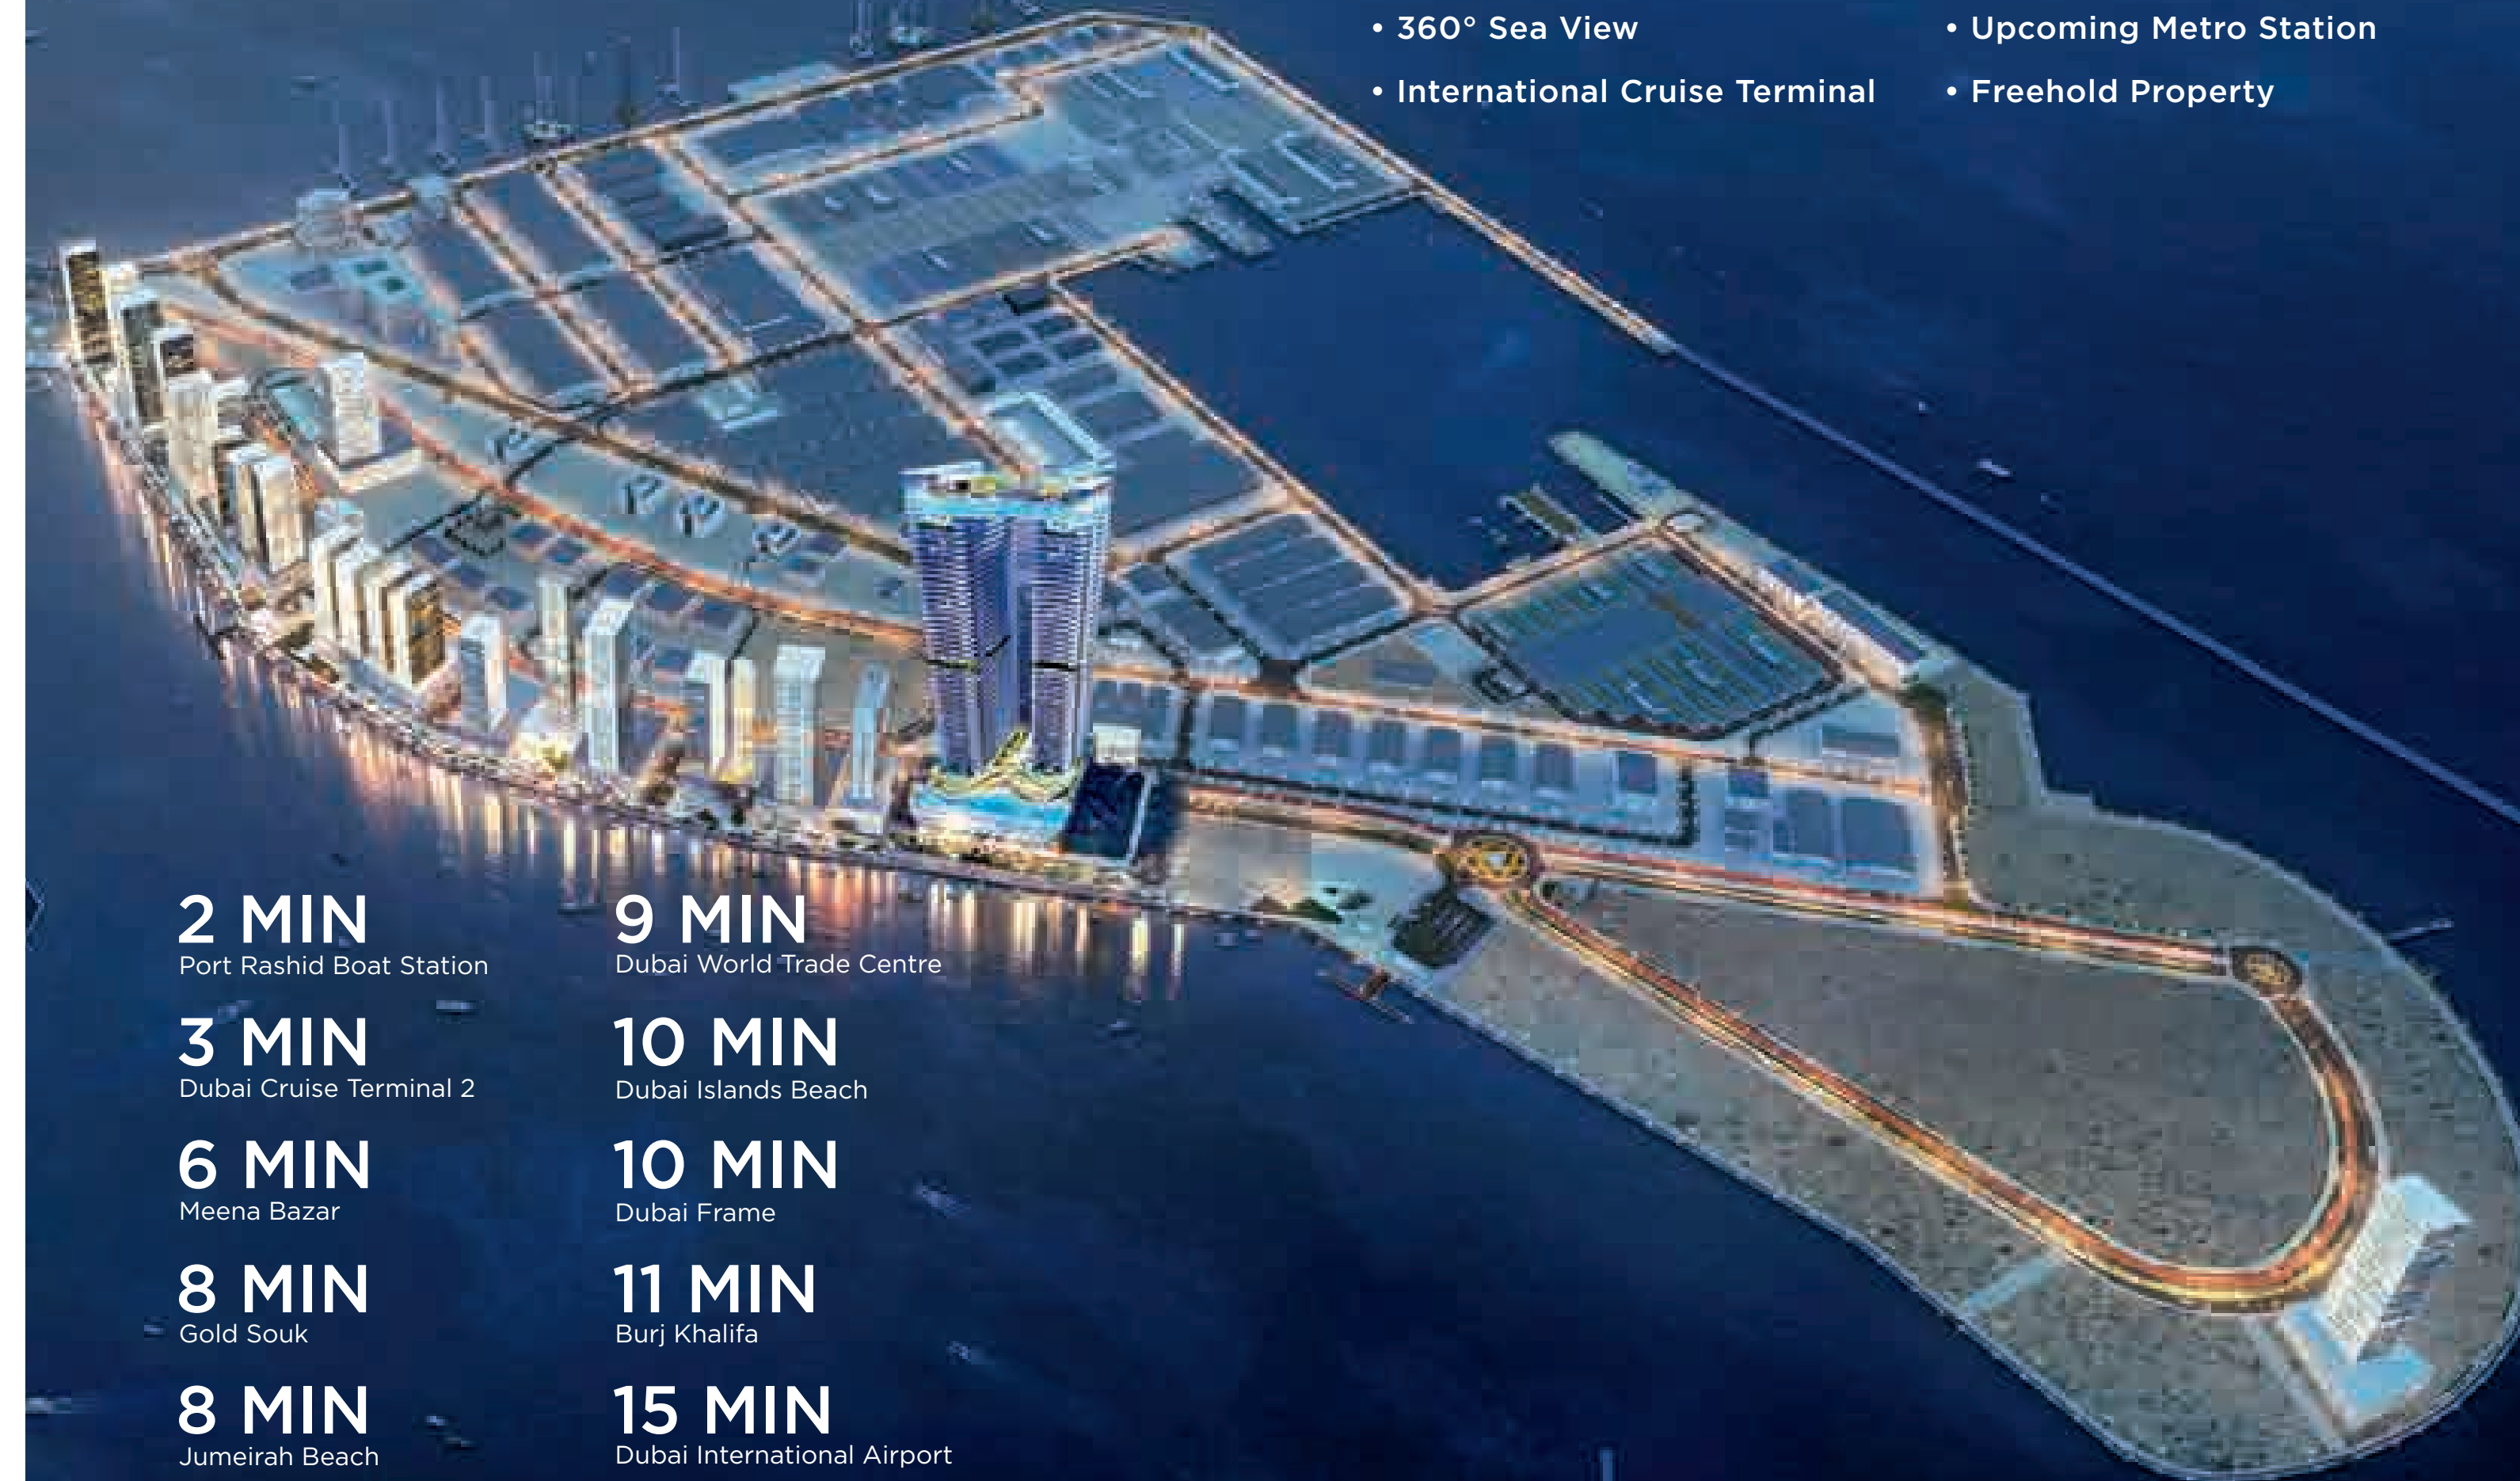 • 360° Sea View
• International Cruise Terminal
• Upcoming Metro Station
• Freehold Property
2 MIN
Port Rashid Boat Station
3 MIN
Dubai Cruise Terminal 2
6 MIN
Meena Bazar
8 MIN
Gold Souk
8 MIN
Jumeirah Beach
9 MIN
Dubai World Trade Centre
10 MIN
Dubai Islands Beach
10 MIN
Dubai Frame
11 MIN
Burj Khalifa
15 MIN
Dubai International Airport